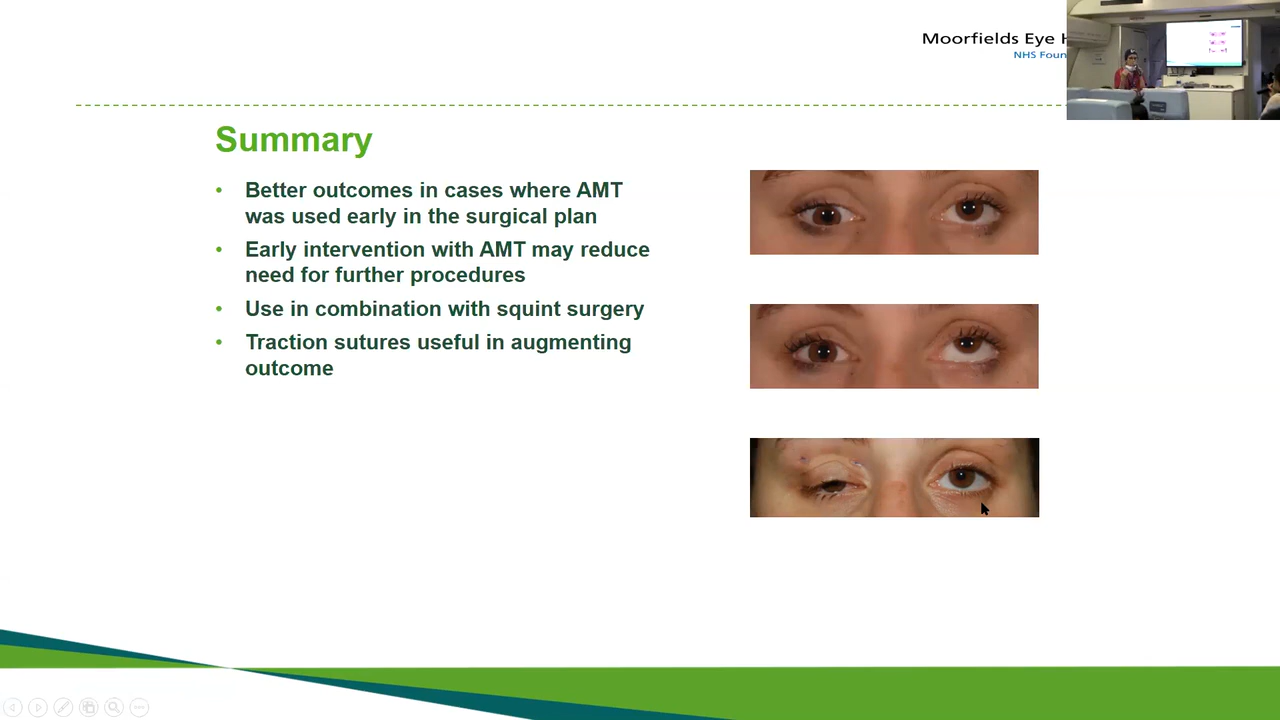 Moorfields Eye
NHS Foun
Summary
• Better outcomes in cases where AMT
was used early in the surgical plan
• Early intervention with AMT may reduce
need for further procedures
• Use in combination with squint surgery
• Traction sutures useful in augmenting
outcome